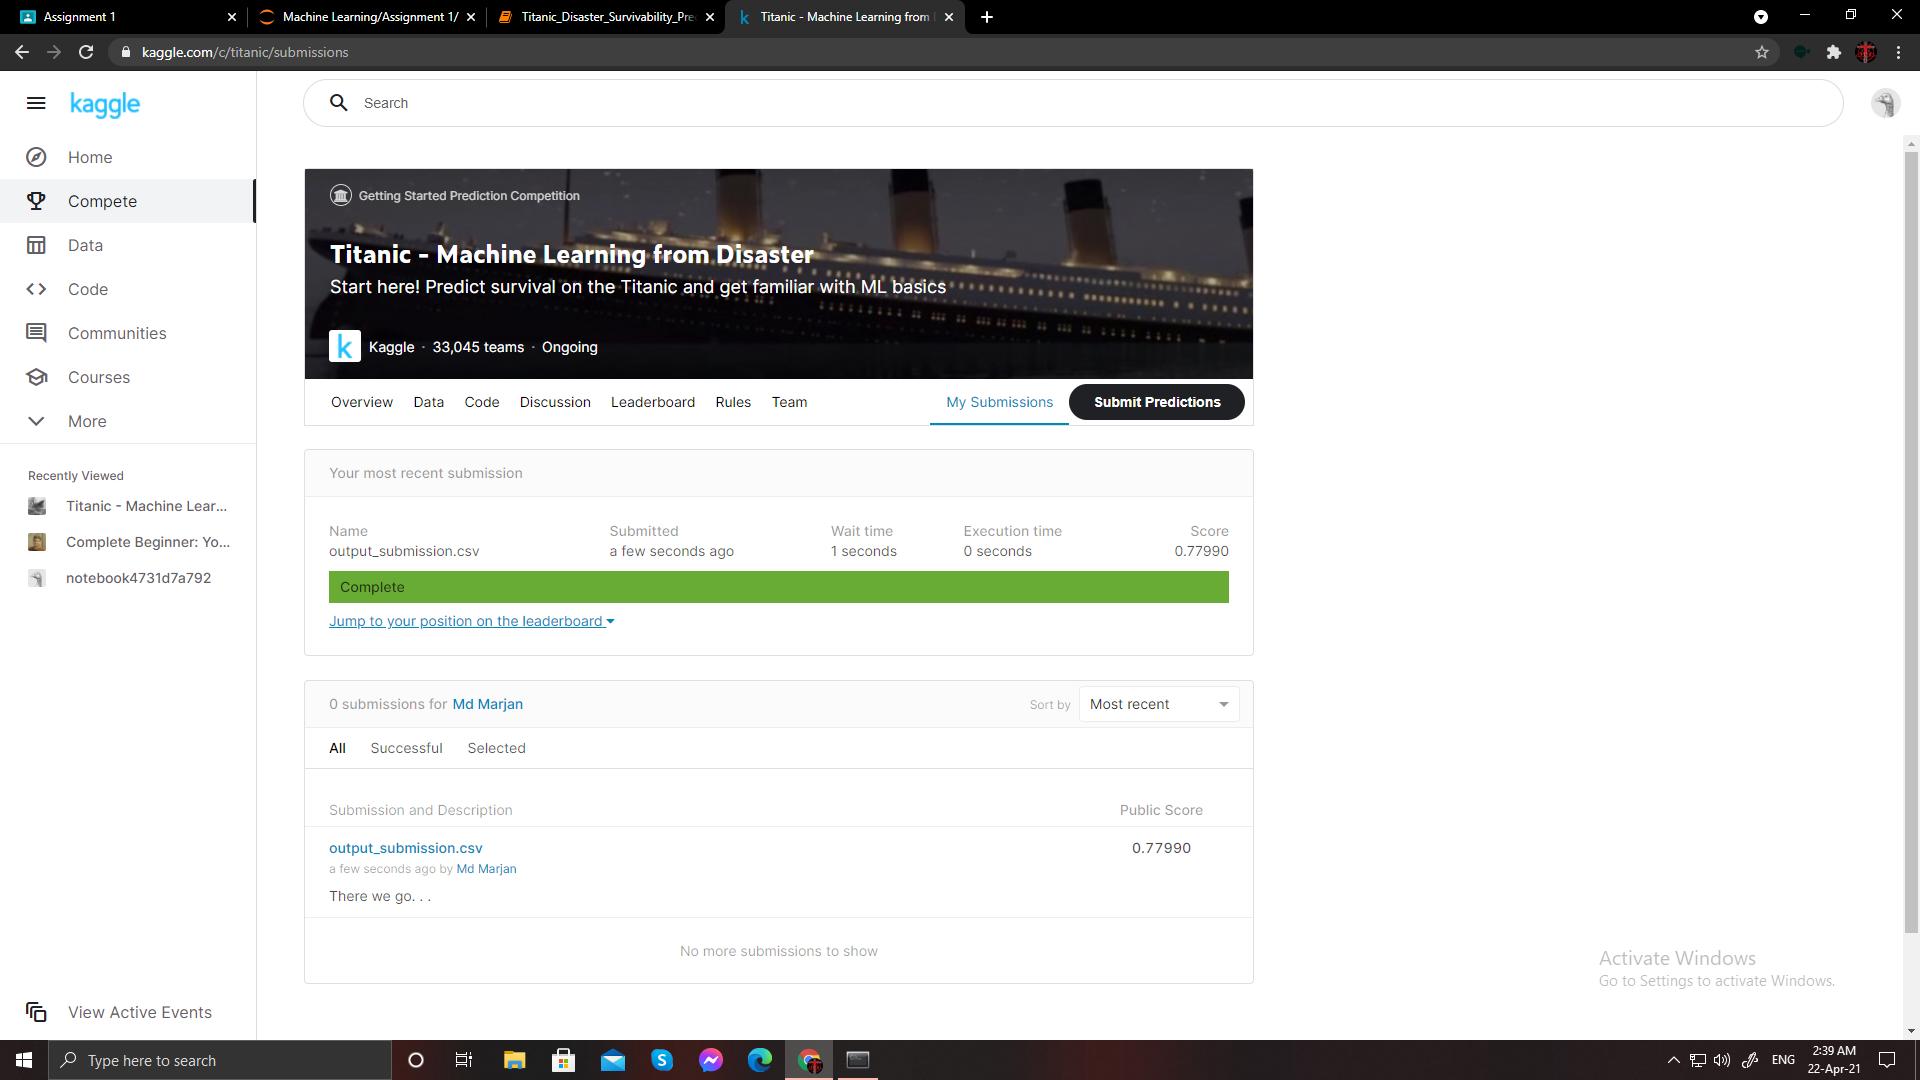 Assignment 1
Machine Learning/Assignment 1/
Titanic_Disaster_Survivability_Pre
Titanic - Machine Learning from
kaggle.com/c/titanic/submissions
kaggle
Search
Home
Compete
Data
Code
Communities
Courses
More
Recently Viewed
Titanic - Machine Lear...
Complete Beginner: Yo...
notebook4731d7a792
View Active Events
Getting Started Prediction Competition
Titanic - Machine Learning from Disaster
Start here! Predict survival on the Titanic and get familiar with ML basics
k Kaggle · 33,045 teams · Ongoing
Overview Data Code Discussion Leaderboard Rules Team My Submissions Submit Predictions
Your most recent submission
Name Submitted Wait time Execution time Score
output_submission.csv a few seconds ago 1 seconds 0 seconds 0.77990
Complete
Jump to your position on the leaderboard
0 submissions for Md Marjan Sort by Most recent
All Successful Selected
Submission and Description Public Score
output_submission.csv 0.77990
a few seconds ago by Md Marjan
There we go. . .
No more submissions to show
Activate Windows
Go to Settings to activate Windows.
Type here to search
ENG
2:39 AM
22-Apr-21